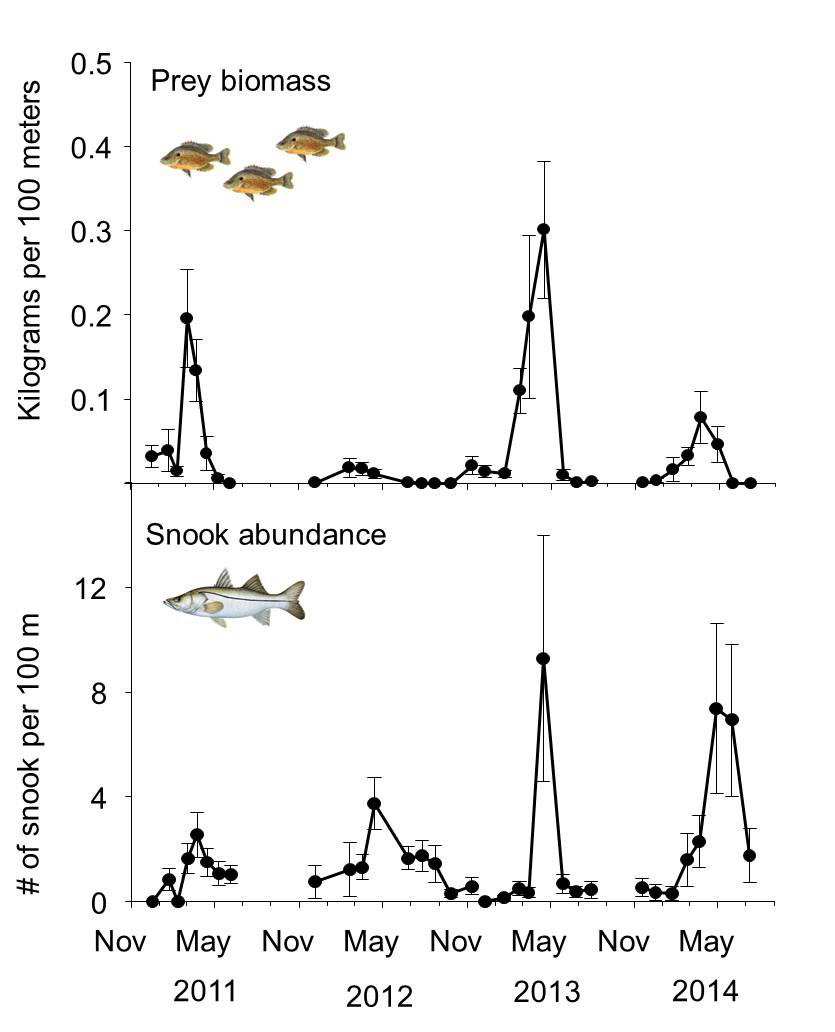 Prey biomass
Kilograms per 100 meters
0.5
0.4
0.3
0.2
0.1
Snook abundance
# of snook per 100 m
12
8
4
0
Nov May Nov May Nov May Nov May
2011 2012 2013 2014